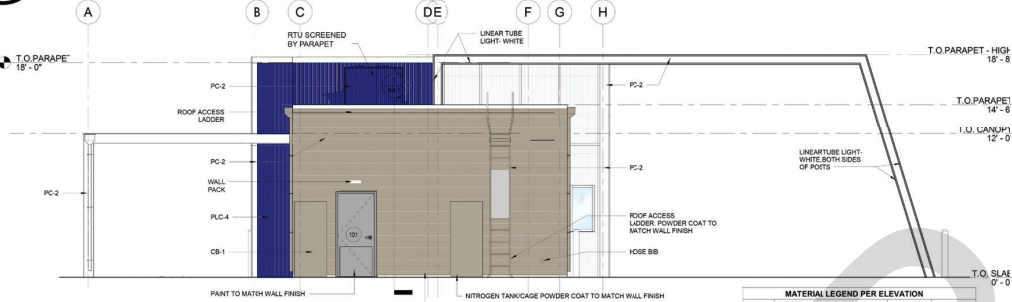 A
B
C
D
E
F
G
H
RTU SCREENED
BY PARAPET
LINEAR TUBE
LIGHT- WHITE
T.O.PARAPE
18' - 0"
T.O.PARAPET - HIGH
18' - 8
PC-2
PC-2
ROOF ACCESS
LADDER
T.O.PARAPET
14' - 6
T.O. CANOPY
12' - 0
LINEAR TUBE LIGHT-
WHITE,BOTH SIDES
OF POSTS
PC-2
PC-2
WALL
PACK
PC-2
PLC-4
ROOF ACCESS
LADDER. POWDER COAT TO
MATCH WALL FINISH
101
CB-1
HOSE BIB
T.O. SLAB
0' - 0
PAINT TO MATCH WALL FINISH
NITROGEN TANK/CAGE POWDER COAT TO MATCH WALL FINISH
MATERIAL LEGEND PER ELEVATION